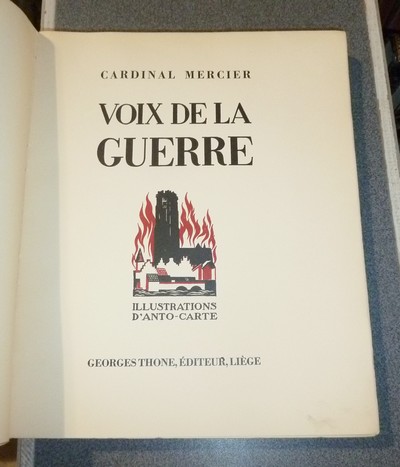 CARDINAL MERCIER
VOIX DE LA
GUERRE
ILLUSTRATIONS
D'ANTO-CARTE
GEORGES THONE, ÉDITEUR, LIÈGE